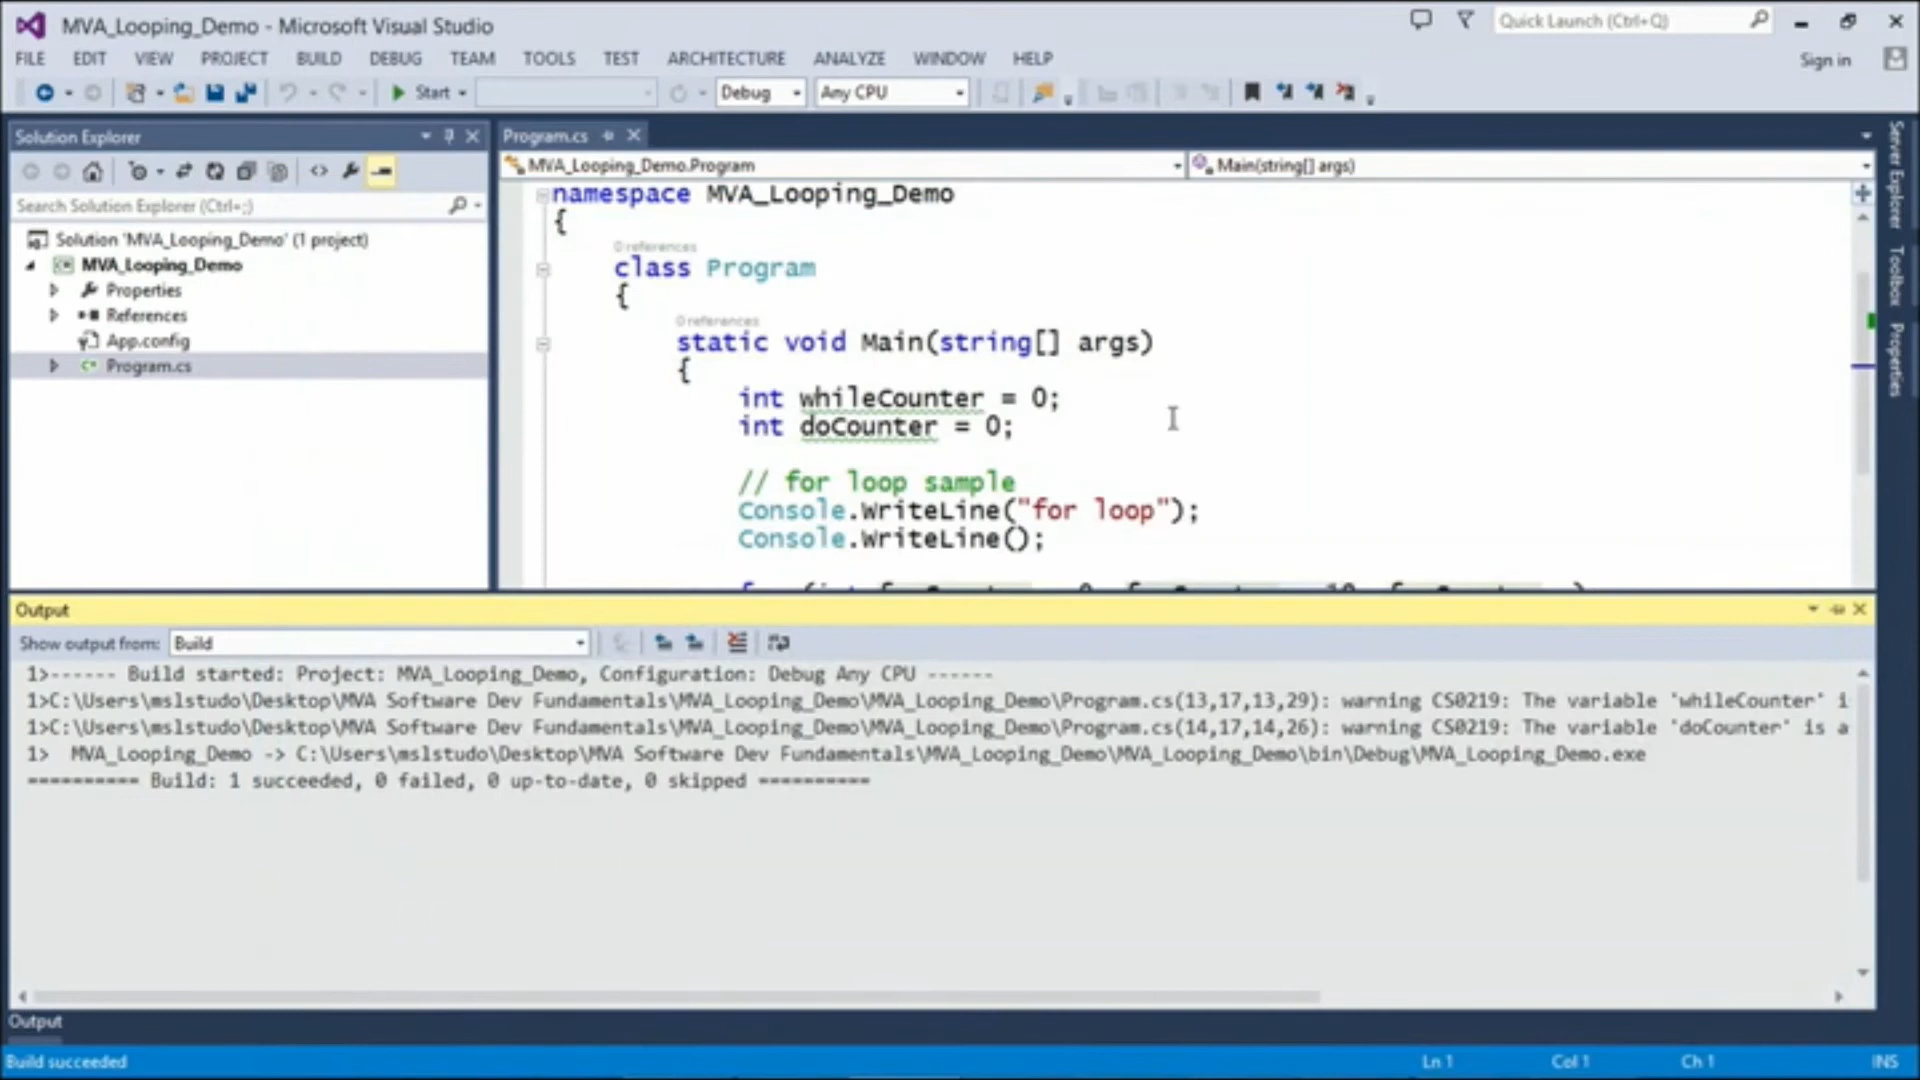 MVA_Looping_Demo - Microsoft Visual Studio
Quick Launch (Ctrl+Q)
FILE EDIT VIEW PROJECT BUILD DEBUG TEAM TOOLS TEST ARCHITECTURE ANALYZE WINDOW HELP
Sign in
Start Debug Any CPU
Solution Explorer
Search Solution Explorer (Ctrl+;)
Solution 'MVA_Looping_Demo' (1 project)
MVA_Looping_Demo
Properties
References
App.config
Program.cs
Program.cs
MVA_Looping_Demo.Program
Main(string[] args)
namespace MVA_Looping_Demo
{
0 references
class Program
{
0 references
static void Main(string[] args)
{
int whileCounter = 0;
int doCounter = 0;
// for loop sample
Console.WriteLine("for loop");
Console.WriteLine();
Server Explorer
Toolbox
Properties
Output
Show output from: Build
1>------ Build started: Project: MVA_Looping_Demo, Configuration: Debug Any CPU ------
1>C:\Users\mslstudo\Desktop\MVA Software Dev Fundamentals\MVA_Looping_Demo\MVA_Looping_Demo\Program.cs(13,17,13,29): warning CS0219: The variable 'whileCounter' i
1>C:\Users\mslstudo\Desktop\MVA Software Dev Fundamentals\MVA_Looping_Demo\MVA_Looping_Demo\Program.cs(14,17,14,26): warning CS0219: The variable 'doCounter' is a
1>  MVA_Looping_Demo -> C:\Users\mslstudo\Desktop\MVA Software Dev Fundamentals\MVA_Looping_Demo\MVA_Looping_Demo\bin\Debug\MVA_Looping_Demo.exe
========== Build: 1 succeeded, 0 failed, 0 up-to-date, 0 skipped ==========
Output
Build succeeded
Ln 1 Col 1 Ch 1 INS